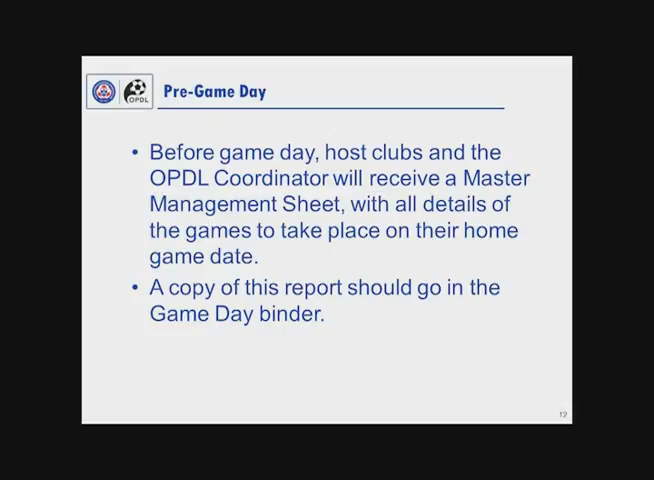 OPDL
Pre-Game Day
• Before game day, host clubs and the
OPDL Coordinator will receive a Master
Management Sheet, with all details of
the games to take place on their home
game date.
• A copy of this report should go in the
Game Day binder.
12